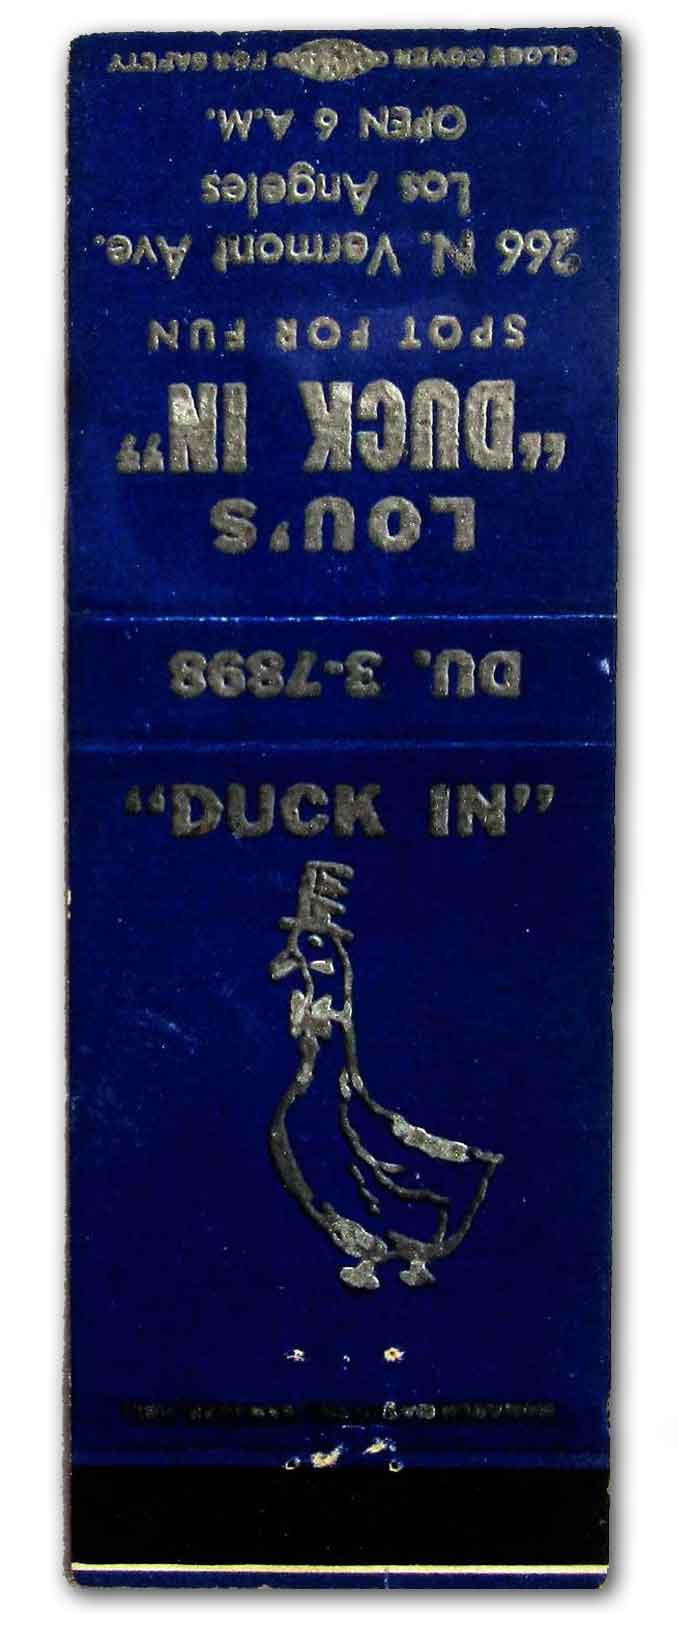 LOU'S
"DUCK IN"
SPOT FOR FUN
266 N. Vermont Ave.
Los Angeles
OPEN 6 A.M.
CLOSE COVER FOR SAFETY
DU. 3-7898
"DUCK IN"